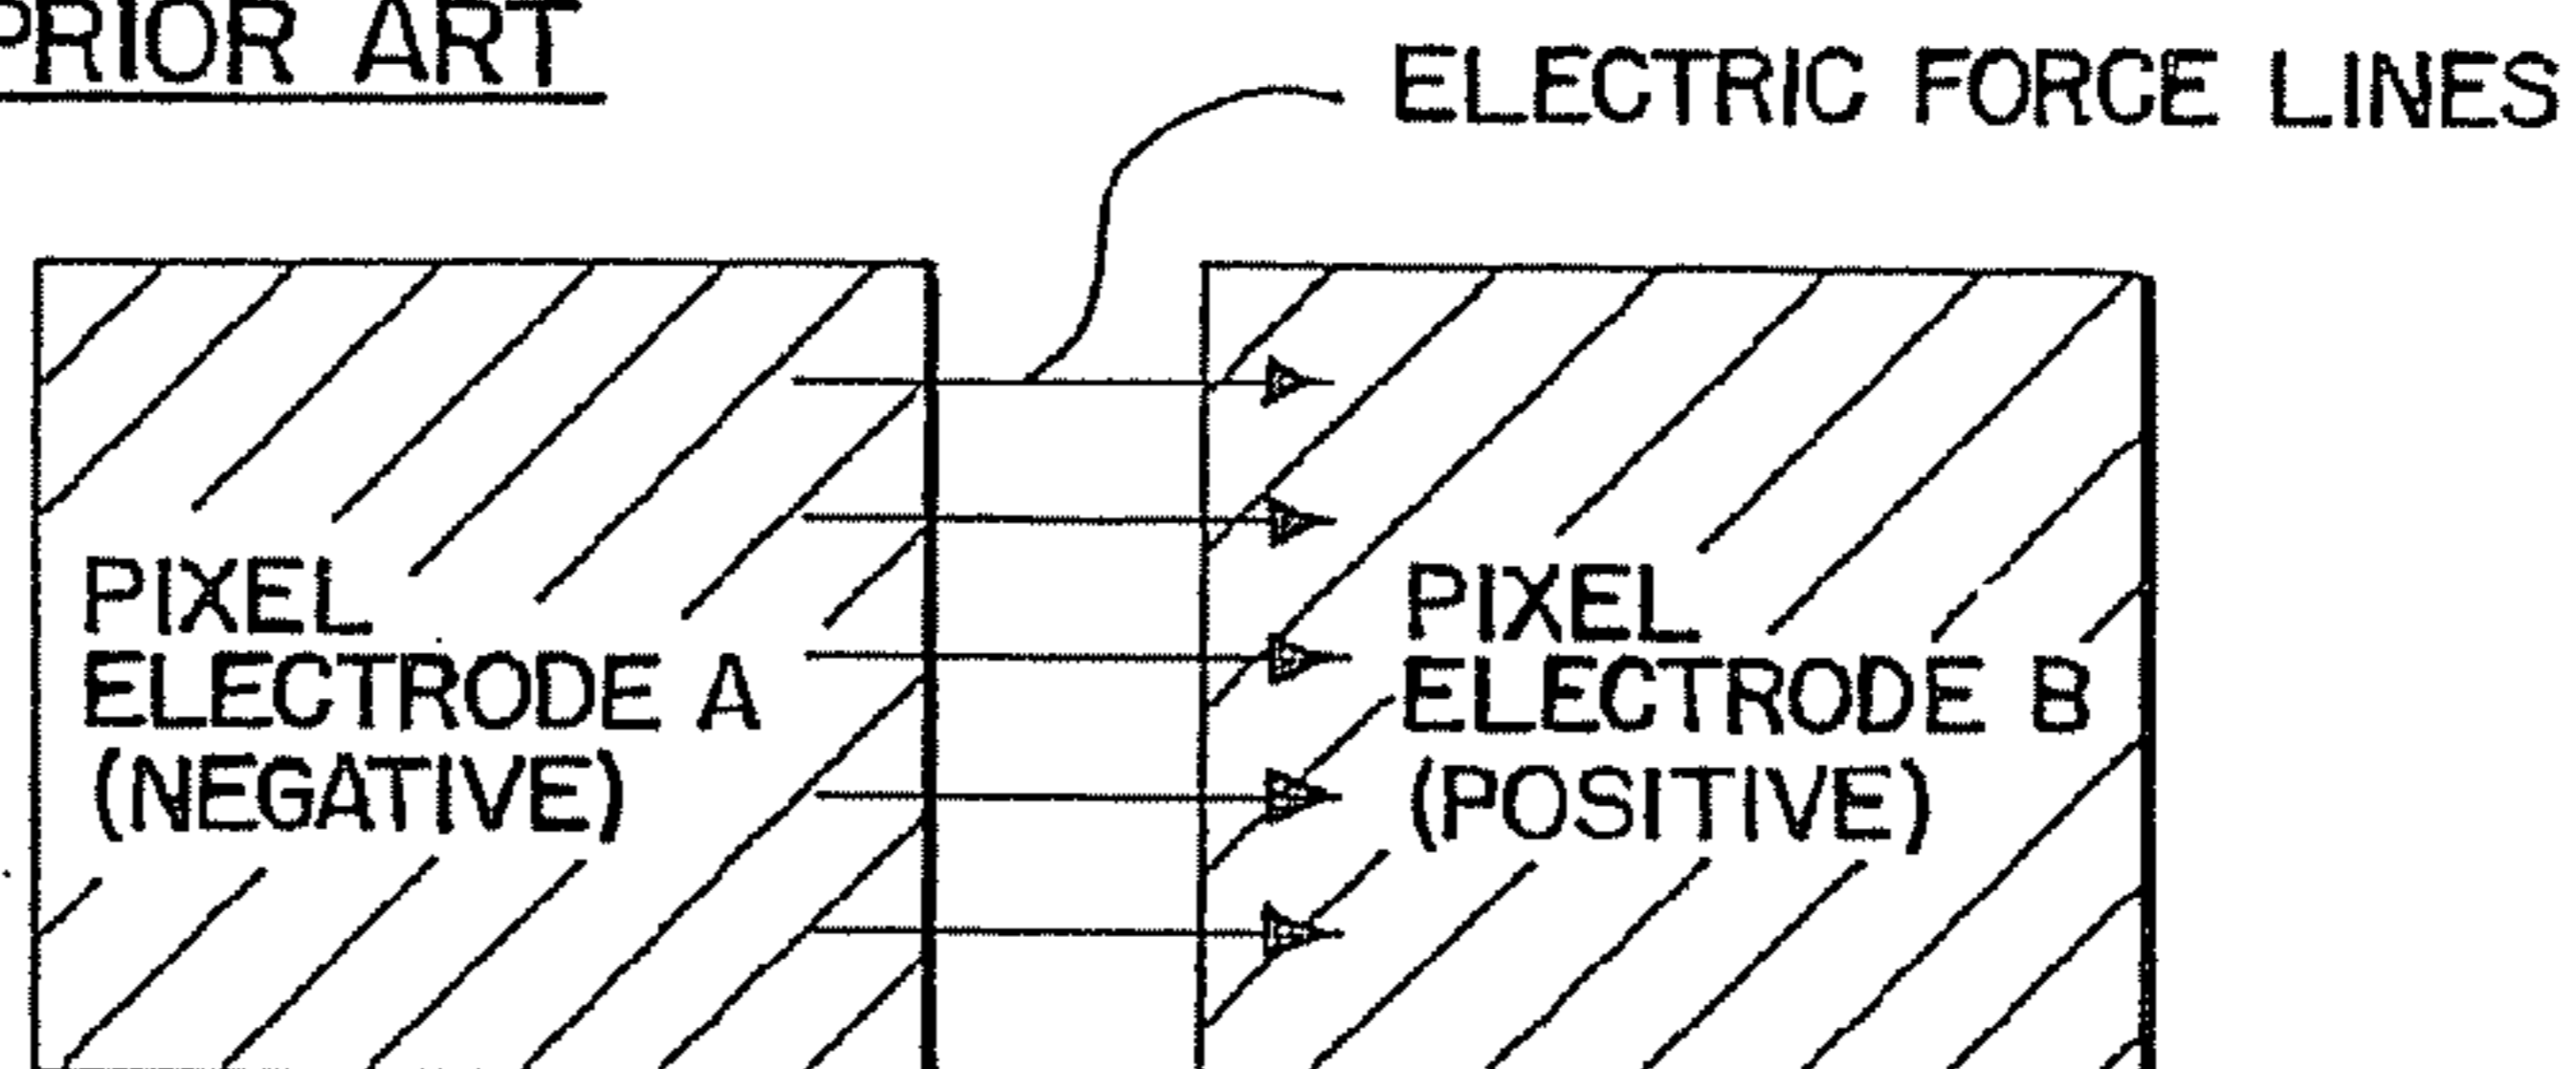 PRIOR ART
ELECTRIC FORCE LINES
PIXEL
ELECTRODE A
(NEGATIVE)
PIXEL
ELECTRODE B
(POSITIVE)